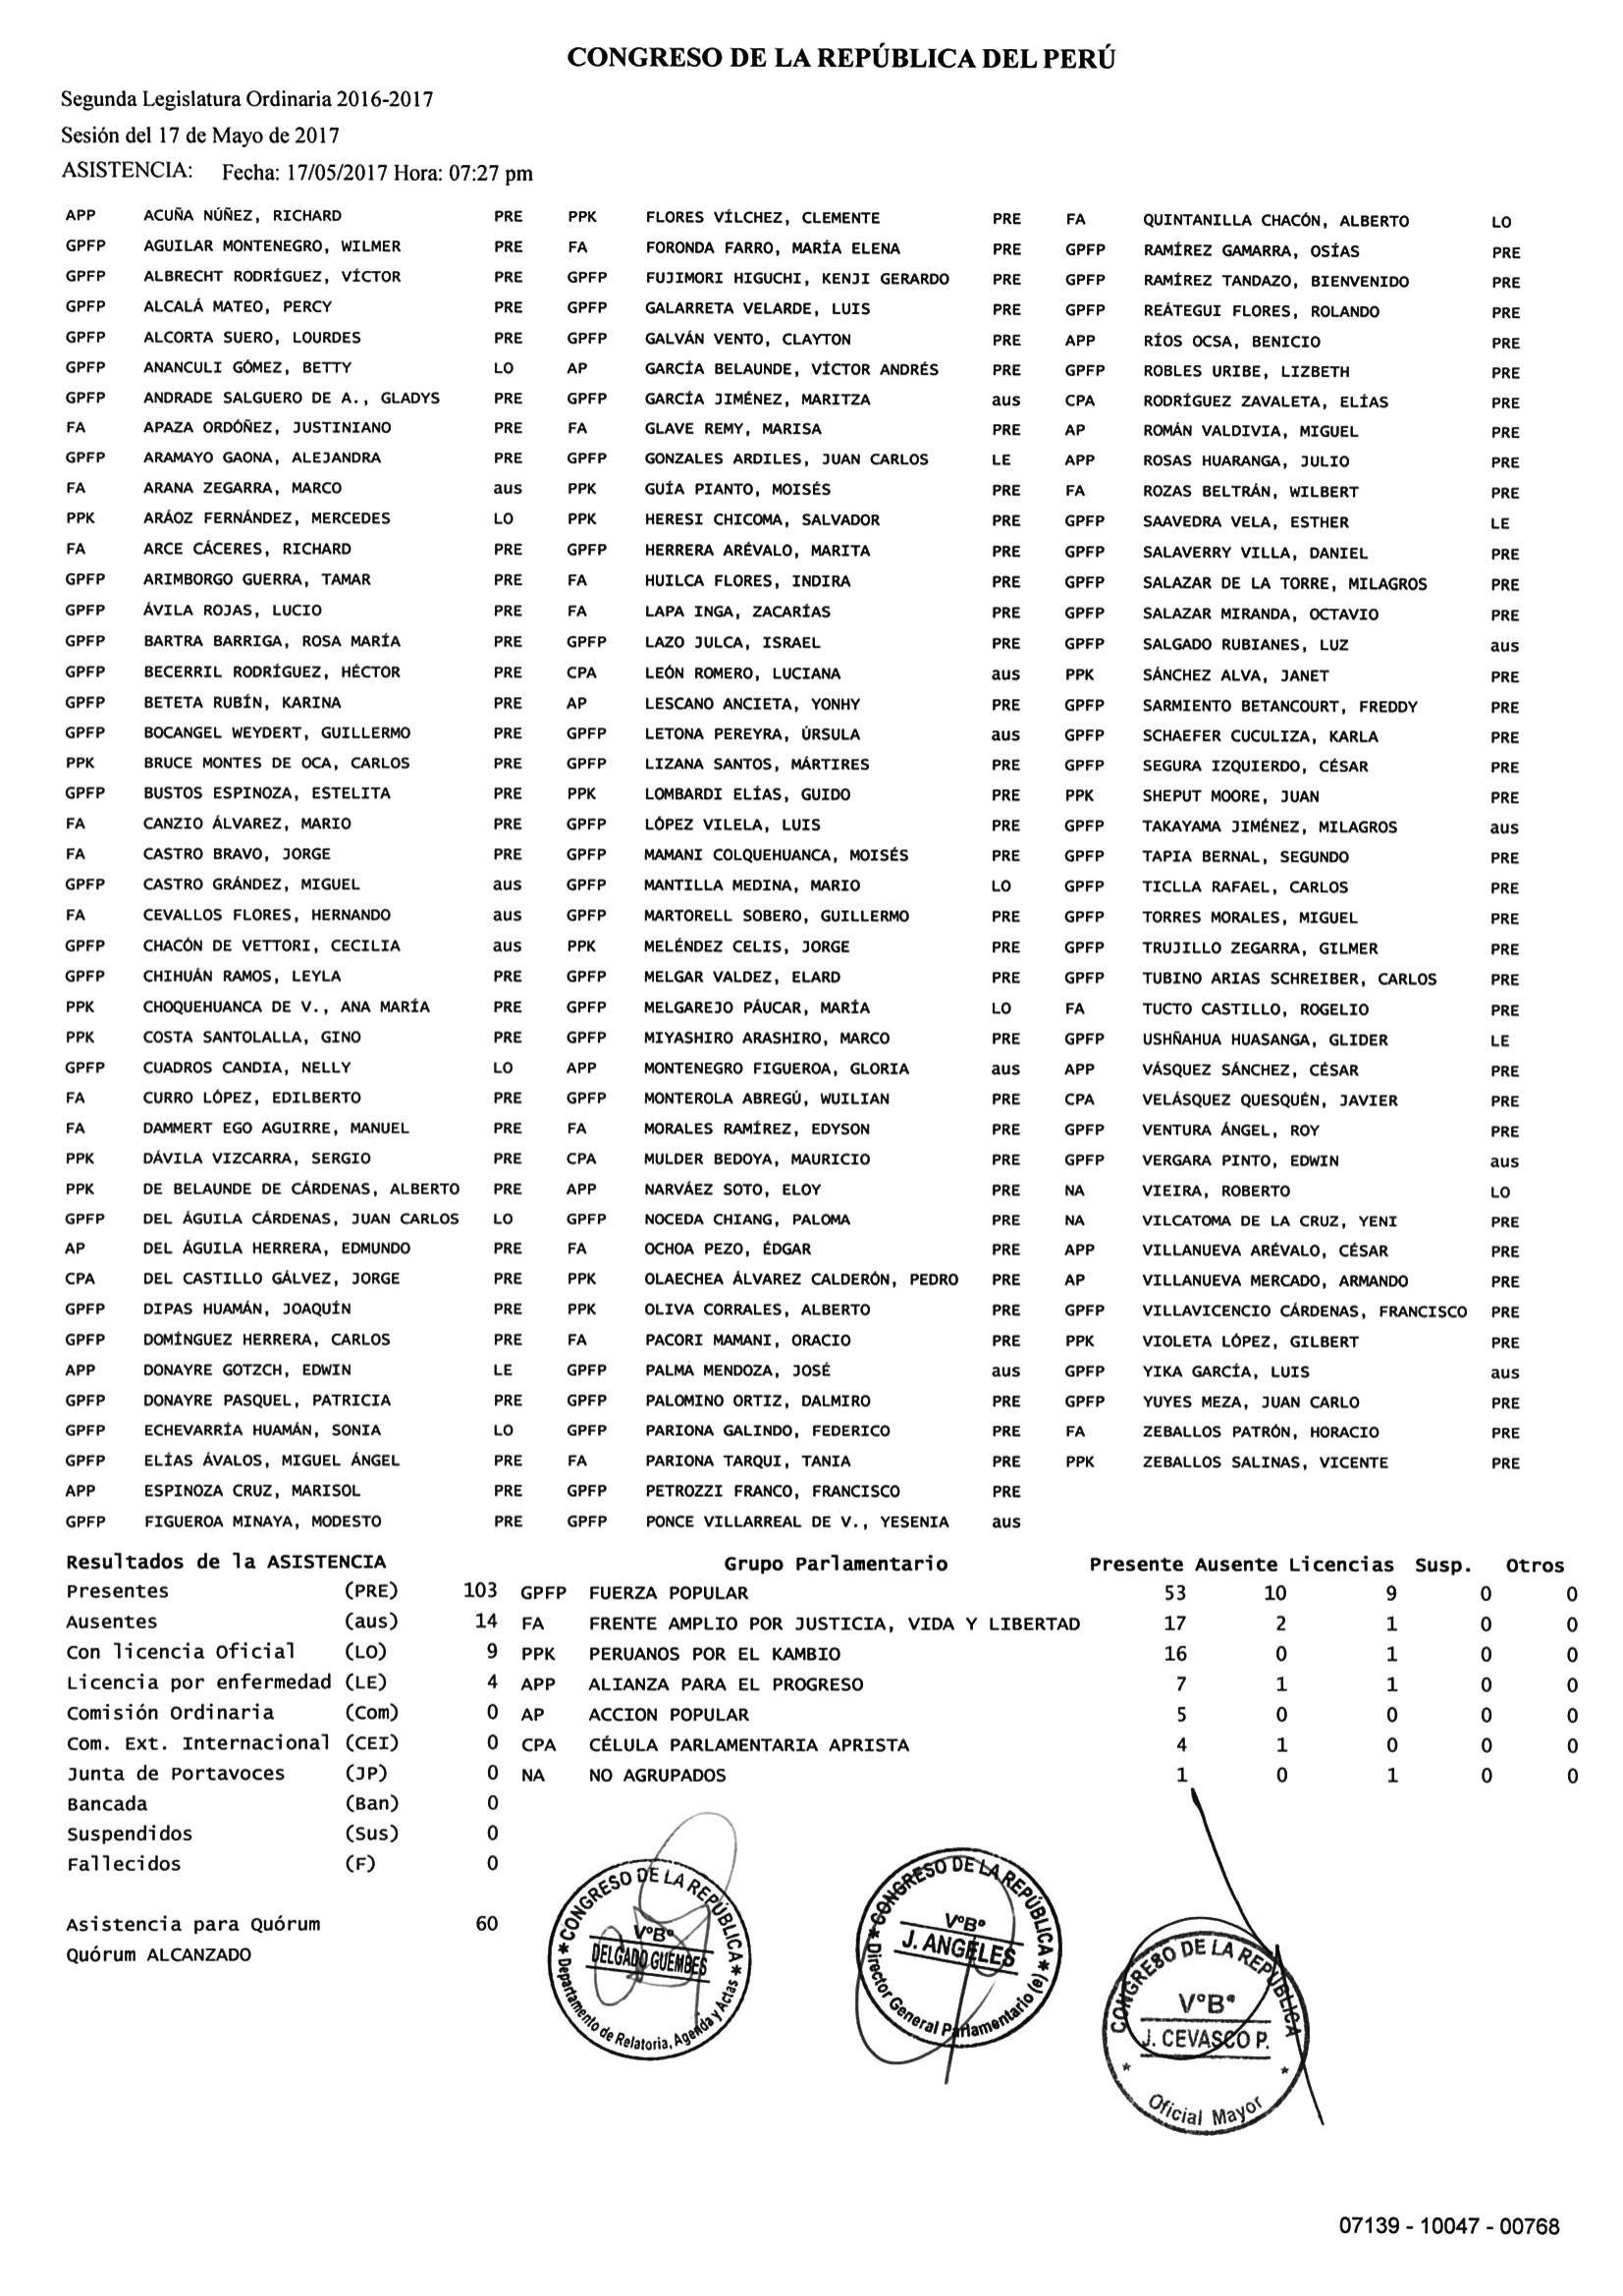 CONGRESO DE LA REPÚBLICA DEL PERÚ
Segunda Legislatura Ordinaria 2016-2017
Sesión del 17 de Mayo de 2017
ASISTENCIA: Fecha: 17/05/2017 Hora: 07:27 pm
APP ACUÑA NÚÑEZ, RICHARD PRE PPK FLORES VÍLCHEZ, CLEMENTE PRE FA QUINTANILLA CHACÓN, ALBERTO LO
GPFP AGUILAR MONTENEGRO, WILMER PRE FA FORONDA FARRO, MARÍA ELENA PRE GPFP RAMÍREZ GAMARRA, OSÍAS PRE
GPFP ALBRECHT RODRÍGUEZ, VÍCTOR PRE GPFP FUJIMORI HIGUCHI, KENJI GERARDO PRE GPFP RAMÍREZ TANDAZO, BIENVENIDO PRE
GPFP ALCALÁ MATEO, PERCY PRE GPFP GALARRETA VELARDE, LUIS PRE GPFP REÁTEGUI FLORES, ROLANDO PRE
GPFP ALCORTA SUERO, LOURDES PRE GPFP GALVÁN VENTO, CLAYTON PRE APP RÍOS OCSA, BENICIO PRE
GPFP ANANCULI GÓMEZ, BETTY LO AP GARCÍA BELAUNDE, VÍCTOR ANDRÉS PRE GPFP ROBLES URIBE, LIZBETH PRE
GPFP ANDRADE SALGUERO DE A., GLADYS PRE GPFP GARCÍA JIMÉNEZ, MARITZA aus CPA RODRÍGUEZ ZAVALETA, ELÍAS PRE
FA APAZA ORDÓÑEZ, JUSTINIANO PRE FA GLAVE REMY, MARISA PRE AP ROMÁN VALDIVIA, MIGUEL PRE
GPFP ARAMAYO GAONA, ALEJANDRA PRE GPFP GONZALES ARDILES, JUAN CARLOS LE APP ROSAS HUARANGA, JULIO PRE
FA ARANA ZEGARRA, MARCO aus PPK GUÍA PIANTO, MOISÉS PRE FA ROZAS BELTRÁN, WILBERT PRE
PPK ARÁOZ FERNÁNDEZ, MERCEDES LO PPK HERESI CHICOMA, SALVADOR PRE GPFP SAAVEDRA VELA, ESTHER LE
FA ARCE CÁCERES, RICHARD PRE GPFP HERRERA ARÉVALO, MARITA PRE GPFP SALAVERRY VILLA, DANIEL PRE
GPFP ARIMBORGO GUERRA, TAMAR PRE FA HUILCA FLORES, INDIRA PRE GPFP SALAZAR DE LA TORRE, MILAGROS PRE
GPFP ÁVILA ROJAS, LUCIO PRE FA LAPA INGA, ZACARÍAS PRE GPFP SALAZAR MIRANDA, OCTAVIO PRE
GPFP BARTRA BARRIGA, ROSA MARÍA PRE GPFP LAZO JULCA, ISRAEL PRE GPFP SALGADO RUBIANES, LUZ aus
GPFP BECERRIL RODRÍGUEZ, HÉCTOR PRE CPA LEÓN ROMERO, LUCIANA aus PPK SÁNCHEZ ALVA, JANET PRE
GPFP BETETA RUBÍN, KARINA PRE AP LESCANO ANCIETA, YONHY PRE GPFP SARMIENTO BETANCOURT, FREDDY PRE
GPFP BOCANGEL WEYDERT, GUILLERMO PRE GPFP LETONA PEREYRA, ÚRSULA aus GPFP SCHAEFER CUCULIZA, KARLA PRE
PPK BRUCE MONTES DE OCA, CARLOS PRE GPFP LIZANA SANTOS, MÁRTIRES PRE GPFP SEGURA IZQUIERDO, CÉSAR PRE
GPFP BUSTOS ESPINOZA, ESTELITA PRE PPK LOMBARDI ELÍAS, GUIDO PRE PPK SHEPUT MOORE, JUAN PRE
FA CANZIO ÁLVAREZ, MARIO PRE GPFP LÓPEZ VILELA, LUIS PRE GPFP TAKAYAMA JIMÉNEZ, MILAGROS aus
FA CASTRO BRAVO, JORGE PRE GPFP MAMANI COLQUEHUANCA, MOISÉS PRE GPFP TAPIA BERNAL, SEGUNDO PRE
GPFP CASTRO GRÁNDEZ, MIGUEL aus GPFP MANTILLA MEDINA, MARIO LO GPFP TICLLA RAFAEL, CARLOS PRE
FA CEVALLOS FLORES, HERNANDO aus GPFP MARTORELL SOBERO, GUILLERMO PRE GPFP TORRES MORALES, MIGUEL PRE
GPFP CHACÓN DE VETTORI, CECILIA aus PPK MELÉNDEZ CELIS, JORGE PRE GPFP TRUJILLO ZEGARRA, GILMER PRE
GPFP CHIHUÁN RAMOS, LEYLA PRE GPFP MELGAR VALDEZ, ELARD PRE GPFP TUBINO ARIAS SCHREIBER, CARLOS PRE
PPK CHOQUEHUANCA DE V., ANA MARÍA PRE GPFP MELGAREJO PÁUCAR, MARÍA LO FA TUCTO CASTILLO, ROGELIO PRE
PPK COSTA SANTOLALLA, GINO PRE GPFP MIYASHIRO ARASHIRO, MARCO PRE GPFP USHÑAHUA HUASANGA, GLIDER LE
GPFP CUADROS CANDIA, NELLY LO APP MONTENEGRO FIGUEROA, GLORIA aus APP VÁSQUEZ SÁNCHEZ, CÉSAR PRE
FA CURRO LÓPEZ, EDILBERTO PRE GPFP MONTEROLA ABREGÚ, WUILIAN PRE CPA VELÁSQUEZ QUESQUÉN, JAVIER PRE
FA DAMMERT EGO AGUIRRE, MANUEL PRE FA MORALES RAMÍREZ, EDYSON PRE GPFP VENTURA ÁNGEL, ROY PRE
PPK DÁVILA VIZCARRA, SERGIO PRE CPA MULDER BEDOYA, MAURICIO PRE GPFP VERGARA PINTO, EDWIN aus
PPK DE BELAUNDE DE CÁRDENAS, ALBERTO PRE APP NARVÁEZ SOTO, ELOY PRE NA VIEIRA, ROBERTO LO
GPFP DEL ÁGUILA CÁRDENAS, JUAN CARLOS LO GPFP NOCEDA CHIANG, PALOMA PRE NA VILCATOMA DE LA CRUZ, YENI PRE
AP DEL ÁGUILA HERRERA, EDMUNDO PRE FA OCHOA PEZO, ÉDGAR PRE APP VILLANUEVA ARÉVALO, CÉSAR PRE
CPA DEL CASTILLO GÁLVEZ, JORGE PRE PPK OLAECHEA ÁLVAREZ CALDERÓN, PEDRO PRE AP VILLANUEVA MERCADO, ARMANDO PRE
GPFP DIPAS HUAMÁN, JOAQUÍN PRE PPK OLIVA CORRALES, ALBERTO PRE GPFP VILLAVICENCIO CÁRDENAS, FRANCISCO PRE
GPFP DOMÍNGUEZ HERRERA, CARLOS PRE FA PACORI MAMANI, ORACIO PRE PPK VIOLETA LÓPEZ, GILBERT PRE
APP DONAYRE GOTZCH, EDWIN LE GPFP PALMA MENDOZA, JOSÉ aus GPFP YIKA GARCÍA, LUIS aus
GPFP DONAYRE PASQUEL, PATRICIA PRE GPFP PALOMINO ORTIZ, DALMIRO PRE GPFP YUYES MEZA, JUAN CARLO PRE
GPFP ECHEVARRÍA HUAMÁN, SONIA LO GPFP PARIONA GALINDO, FEDERICO PRE FA ZEBALLOS PATRÓN, HORACIO PRE
GPFP ELÍAS ÁVALOS, MIGUEL ÁNGEL PRE FA PARIONA TARQUI, TANIA PRE PPK ZEBALLOS SALINAS, VICENTE PRE
APP ESPINOZA CRUZ, MARISOL PRE GPFP PETROZZI FRANCO, FRANCISCO PRE
GPFP FIGUEROA MINAYA, MODESTO PRE GPFP PONCE VILLARREAL DE V., YESENIA aus
Resultados de la ASISTENCIA Grupo Parlamentario Presente Ausente Licencias Susp. Otros
Presentes (PRE) 103 GPFP FUERZA POPULAR 53 10 9 0 0
Ausentes (aus) 14 FA FRENTE AMPLIO POR JUSTICIA, VIDA Y LIBERTAD 17 2 1 0 0
Con licencia Oficial (LO) 9 PPK PERUANOS POR EL KAMBIO 16 0 1 0 0
Licencia por enfermedad (LE) 4 APP ALIANZA PARA EL PROGRESO 7 1 1 0 0
Comisión Ordinaria (Com) 0 AP ACCION POPULAR 5 0 0 0 0
Com. Ext. Internacional (CEI) 0 CPA CÉLULA PARLAMENTARIA APRISTA 4 1 0 0 0
Junta de Portavoces (JP) 0 NA NO AGRUPADOS 1 0 1 0 0
Bancada (Ban) 0
Suspendidos (Sus) 0
Fallecidos (F) 0
Asistencia para Quórum 60
Quórum ALCANZADO
CONGRESO DE LA REPÚBLICA
V°B°
DELGADO GUEMBES
Departamento de Relatoria, Agenda y Actas
CONGRESO DE LA REPÚBLICA
V°B°
J. ANGELES
Director General Parlamentario (e)
CONGRESO DE LA REPÚBLICA
V°B°
J. CEVASCO P.
Oficial Mayor
07139 - 10047 - 00768